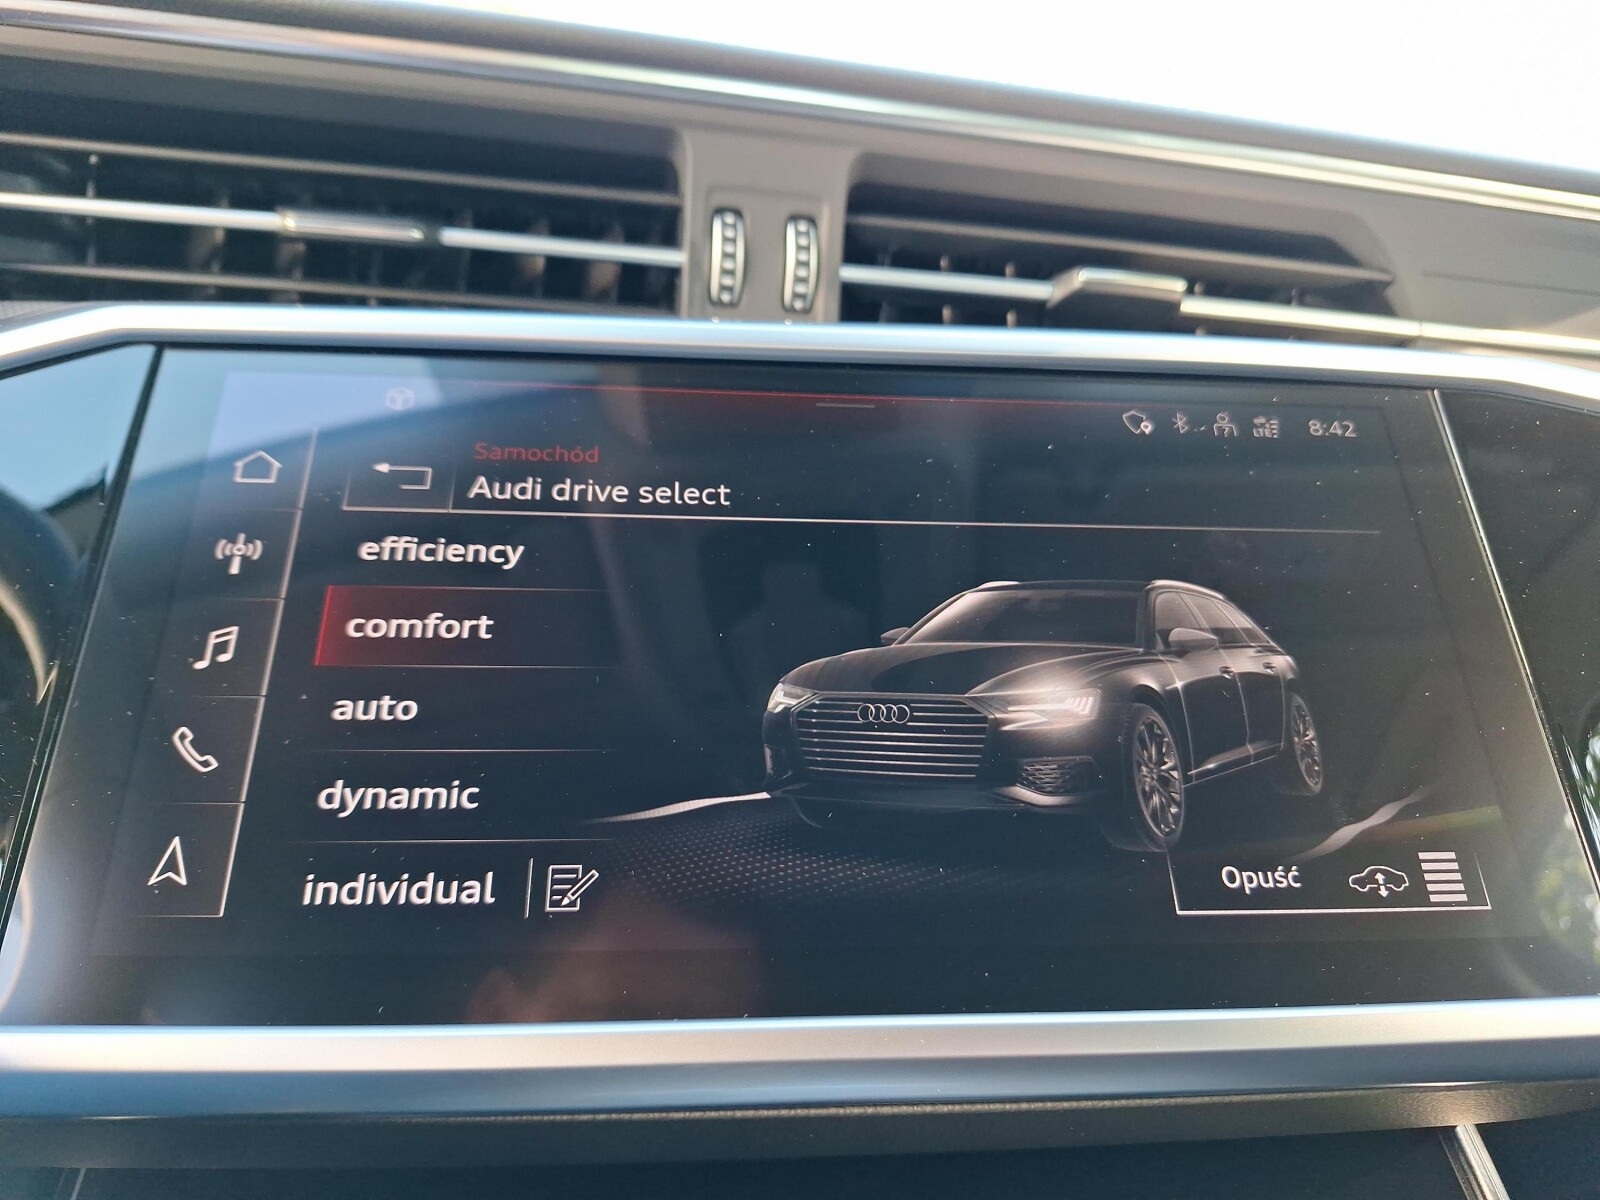 8:42
Samochód
Audi drive select
efficiency
comfort
auto
dynamic
individual
Opuść